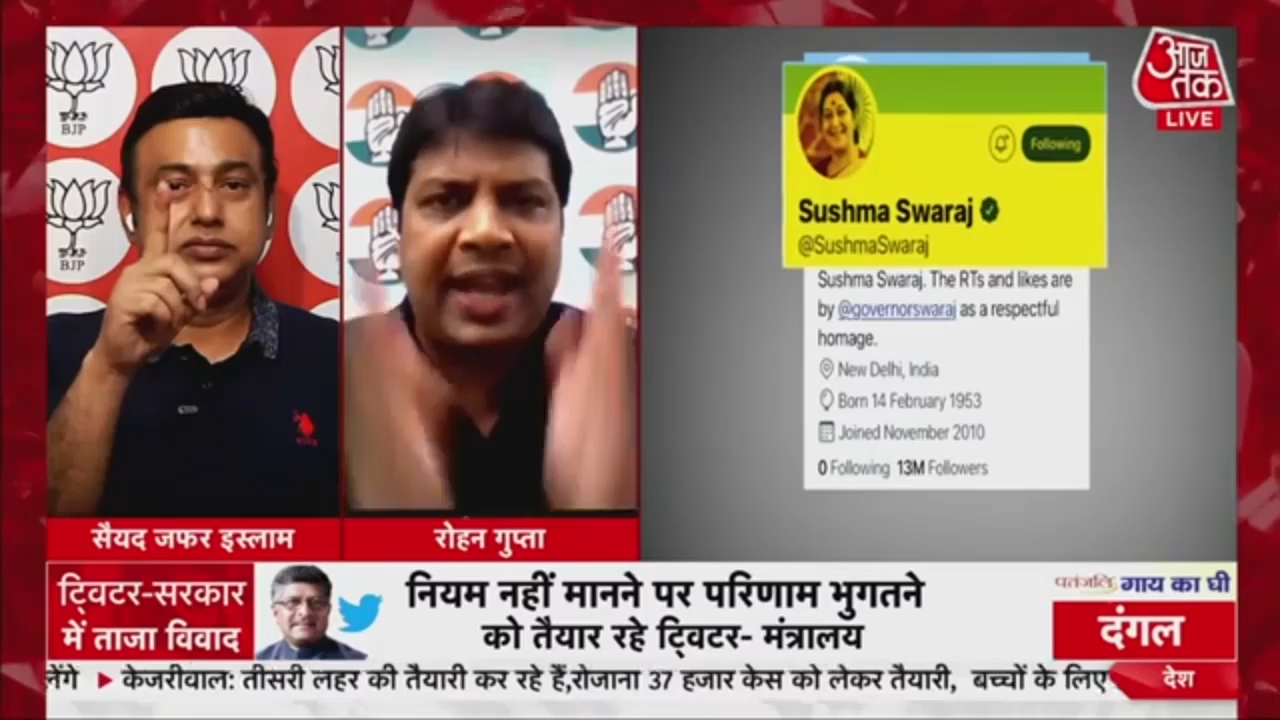 आज
तक
LIVE
BJP
BJP
Following
Sushma Swaraj
@SushmaSwaraj
Sushma Swaraj. The RTs and likes are
by @governorswaraj as a respectful
homage.
New Delhi, India
Born 14 February 1953
Joined November 2010
0 Following 13M Followers
सैयद जफर इस्लाम
रोहन गुप्ता
ट्विटर-सरकार
में ताजा विवाद
नियम नहीं मानने पर परिणाम भुगतने
को तैयार रहे ट्विटर- मंत्रालय
पतंजलि गाय का घी
दंगल
लेंगे ▶ केजरीवाल: तीसरी लहर की तैयारी कर रहे हैं,रोजाना 37 हजार केस को लेकर तैयारी, बच्चों के लिए
देश